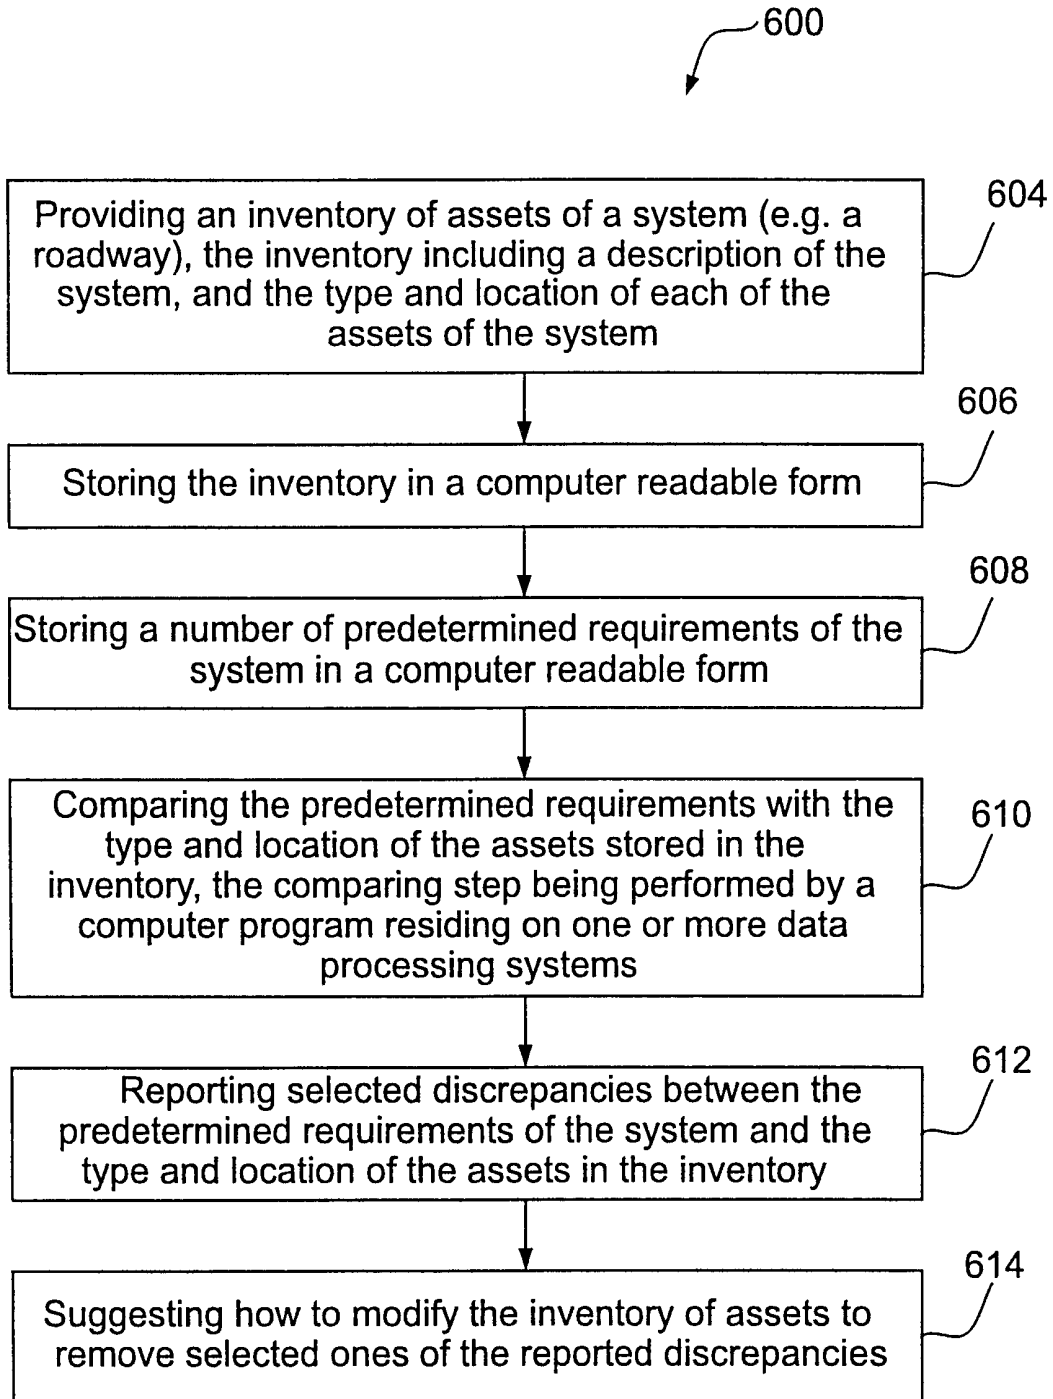 600
604
Providing an inventory of assets of a system (e.g. a
roadway), the inventory including a description of the
system, and the type and location of each of the
assets of the system
606
Storing the inventory in a computer readable form
608
Storing a number of predetermined requirements of the
system in a computer readable form
610
Comparing the predetermined requirements with the
type and location of the assets stored in the
inventory, the comparing step being performed by a
computer program residing on one or more data
processing systems
612
Reporting selected discrepancies between the
predetermined requirements of the system and the
type and location of the assets in the inventory
614
Suggesting how to modify the inventory of assets to
remove selected ones of the reported discrepancies